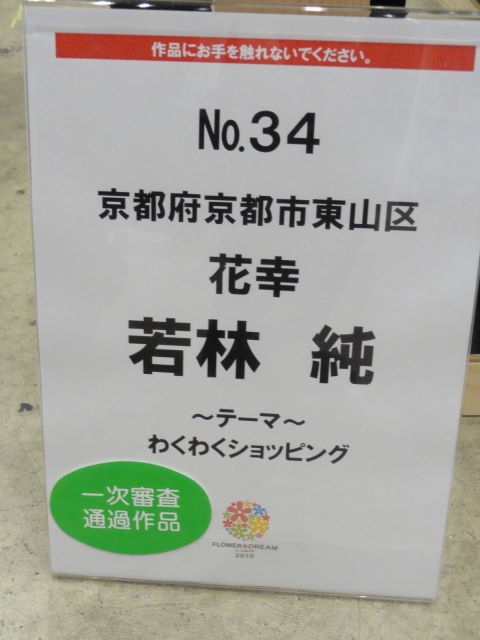 作品にお手を触れないでください。
No.34
京都府京都市東山区
花幸
若林 純
～テーマ～
わくわくショッピング
一次審査
通過作品
FLOWER DREAM
2010